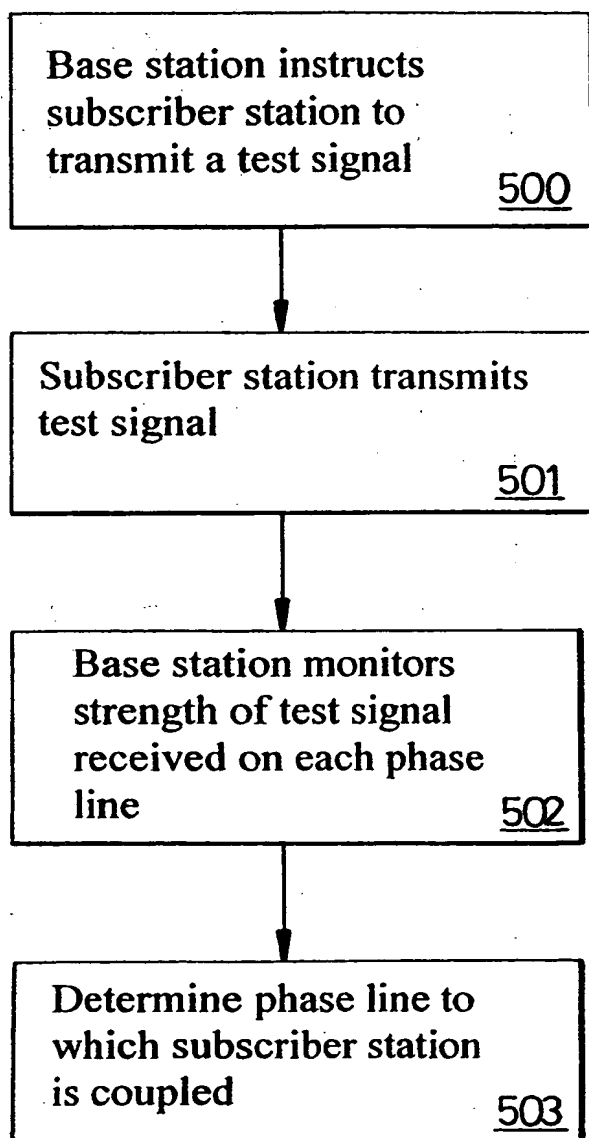 Base station instructs
subscriber station to
transmit a test signal
500
Subscriber station transmits
test signal
501
Base station monitors
strength of test signal
received on each phase
line
502
Determine phase line to
which subscriber station
is coupled
503